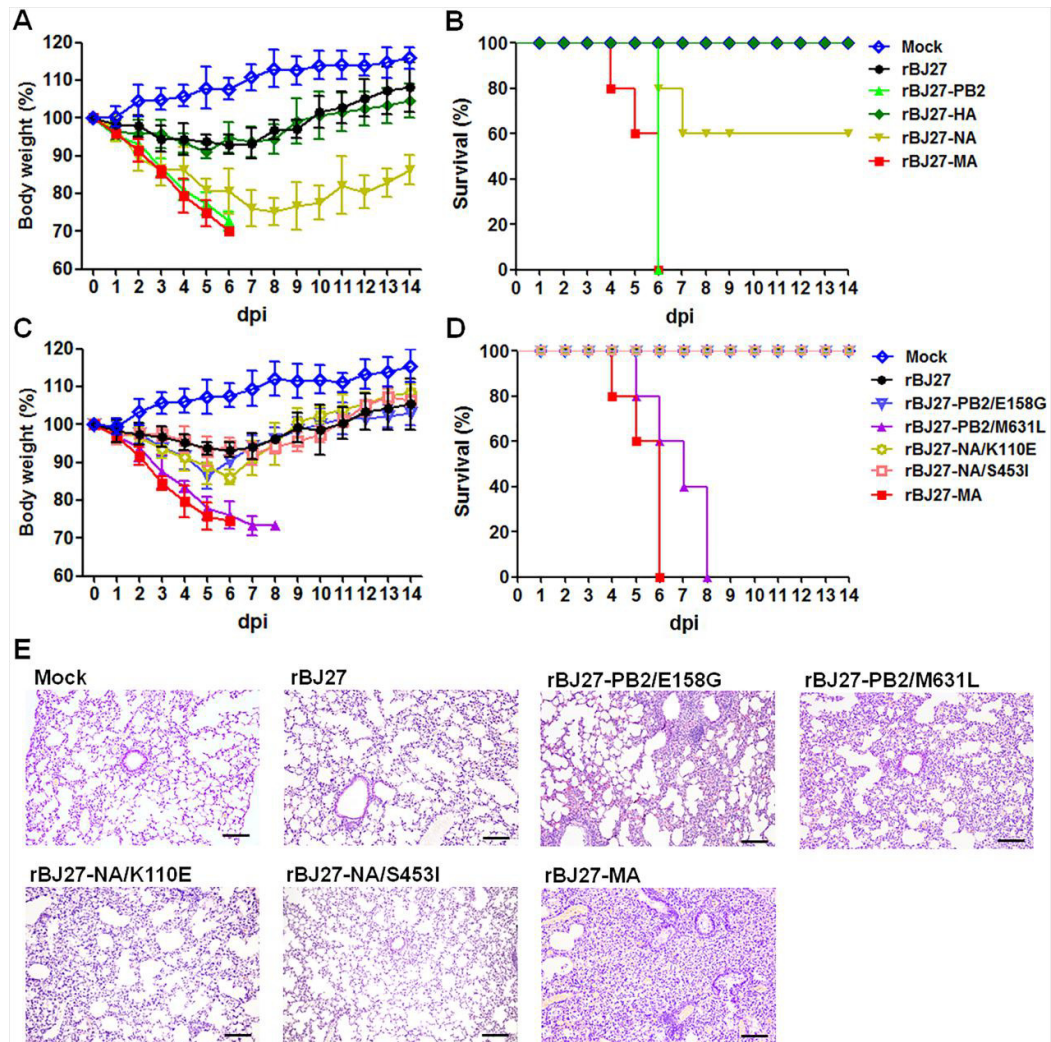 A
B
120
110
100
90
80
70
60
Body weight (%)
0 1 2 3 4 5 6 7 8 9 10 11 12 13 14
dpi
100
80
60
40
20
0
Survival (%)
0 1 2 3 4 5 6 7 8 9 10 11 12 13 14
dpi
Mock
rBJ27
rBJ27-PB2
rBJ27-HA
rBJ27-NA
rBJ27-MA
C
D
120
110
100
90
80
70
60
Body weight (%)
0 1 2 3 4 5 6 7 8 9 10 11 12 13 14
dpi
100
80
60
40
20
0
Survival (%)
0 1 2 3 4 5 6 7 8 9 10 11 12 13 14
dpi
Mock
rBJ27
rBJ27-PB2/E158G
rBJ27-PB2/M631L
rBJ27-NA/K110E
rBJ27-NA/S453I
rBJ27-MA
E
Mock
rBJ27
rBJ27-PB2/E158G
rBJ27-PB2/M631L
rBJ27-NA/K110E
rBJ27-NA/S453I
rBJ27-MA